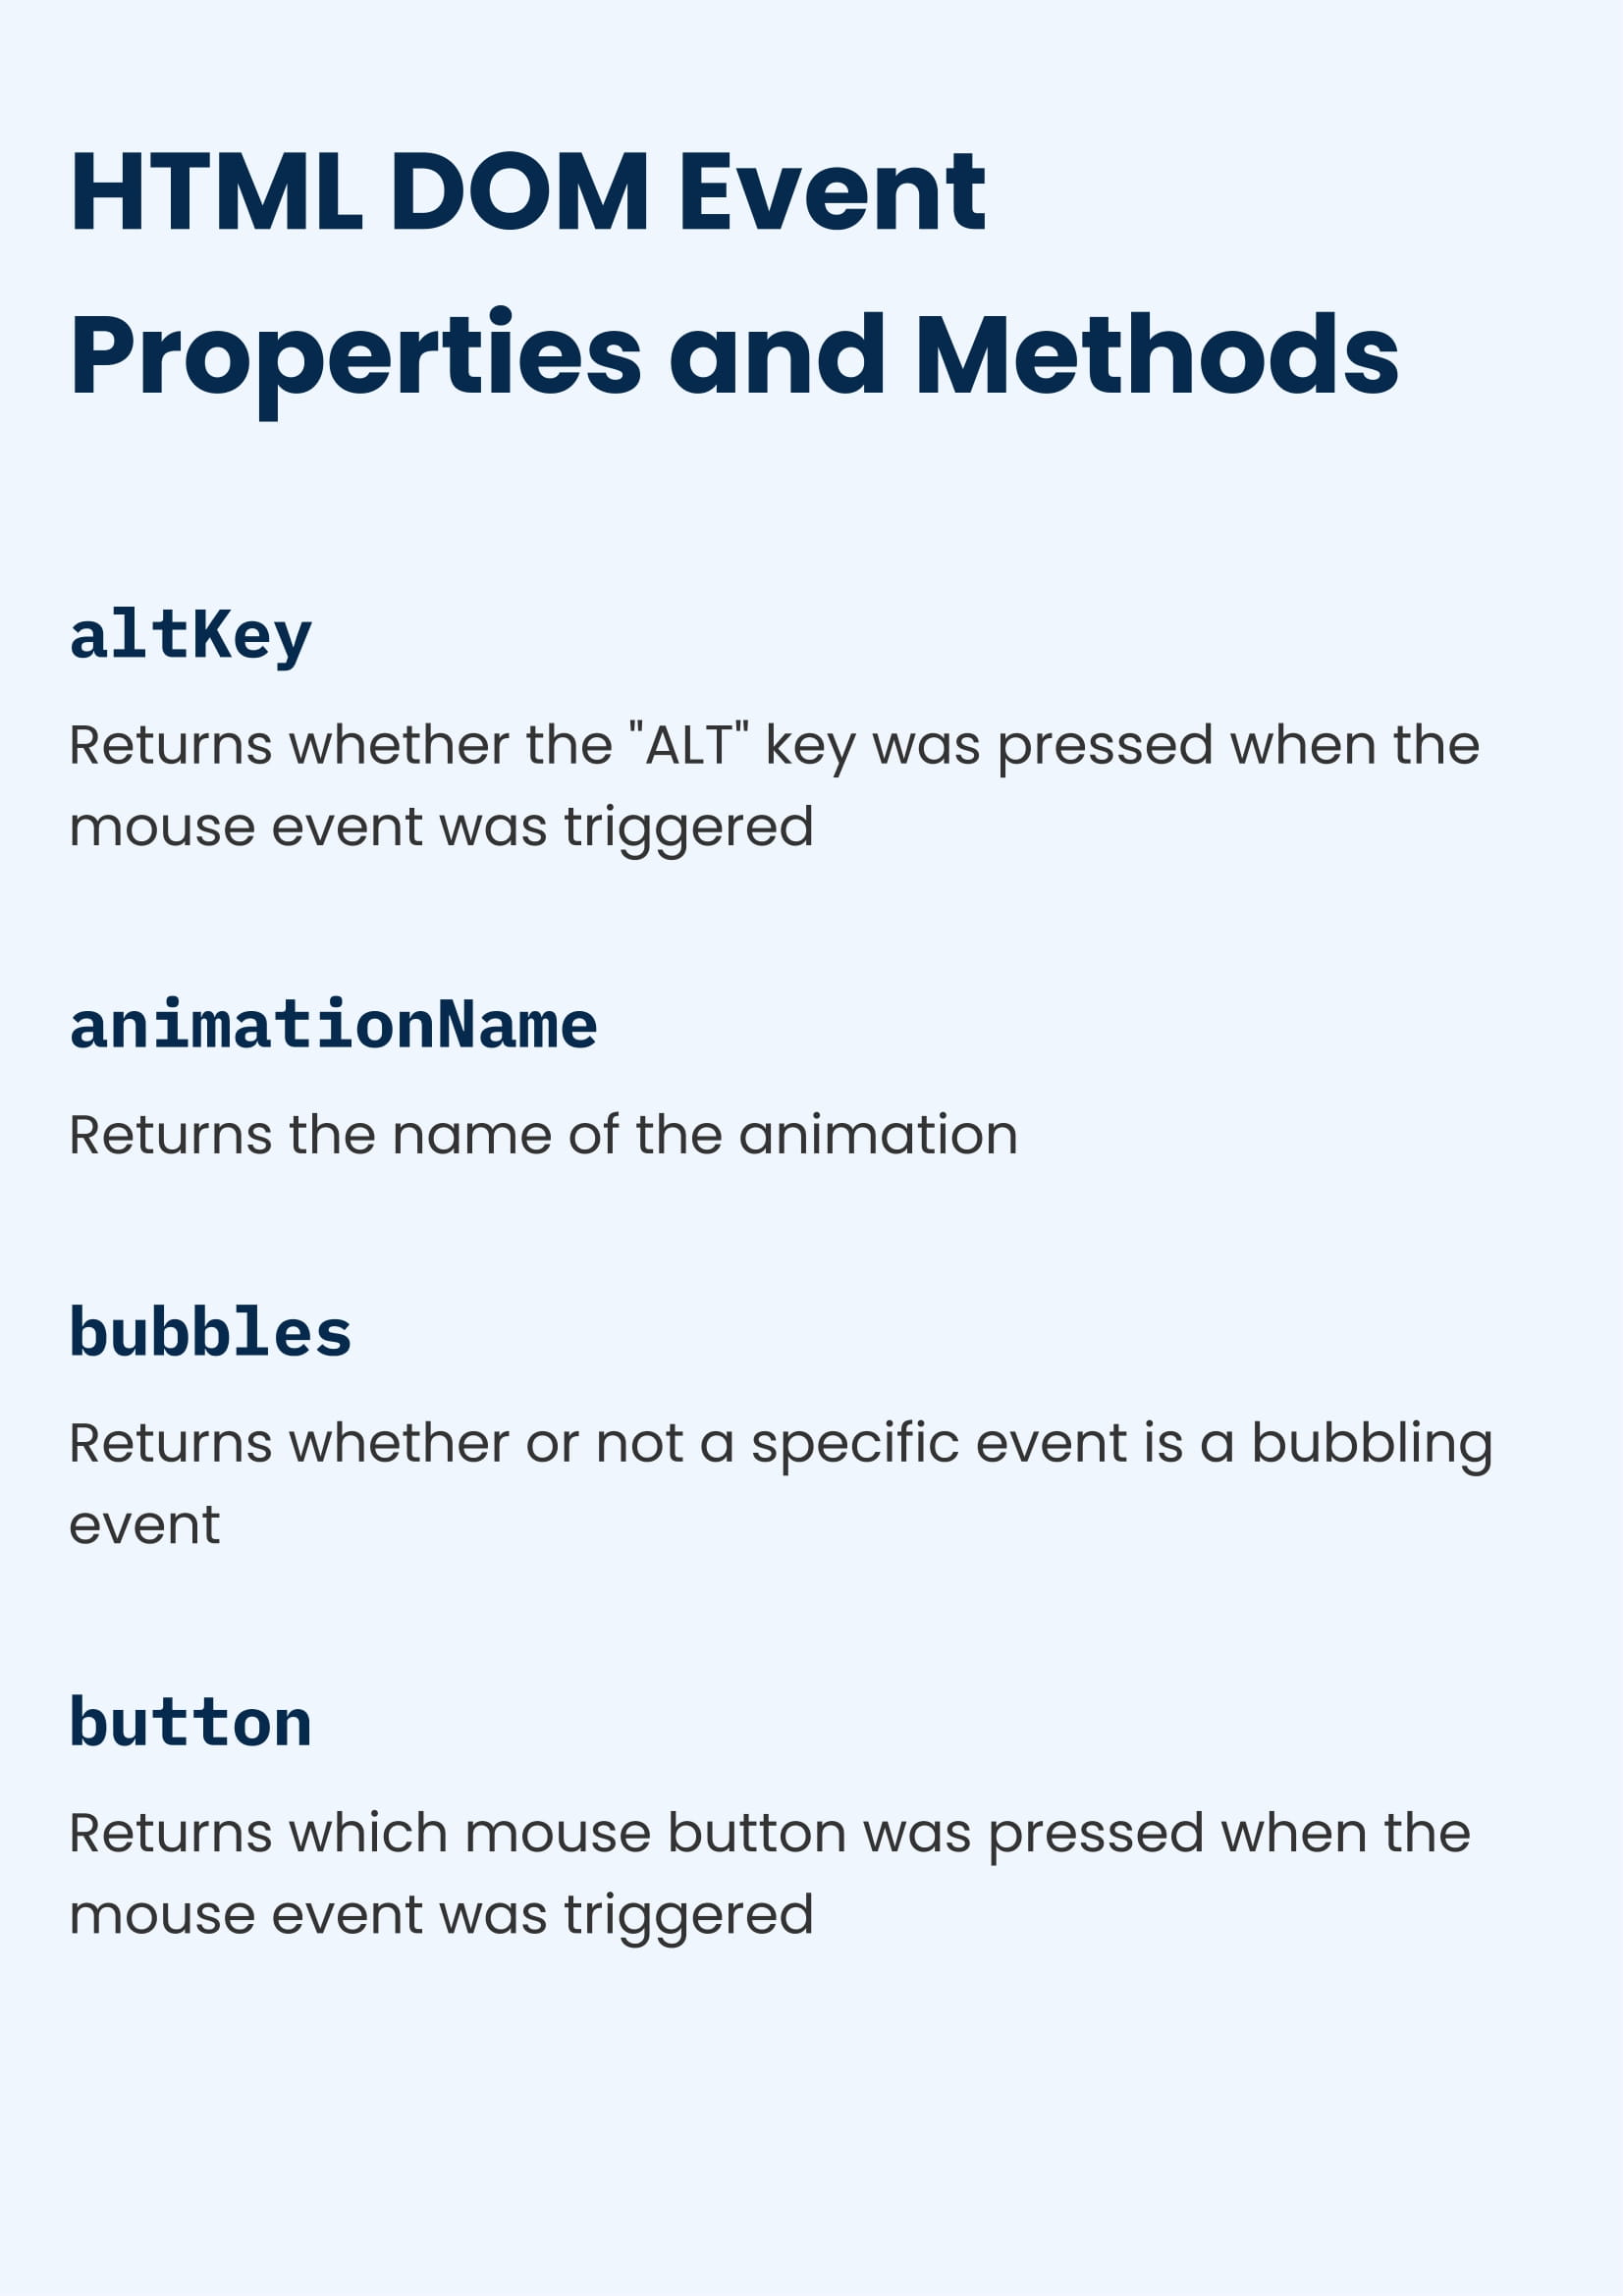 HTML DOM Event
Properties and Methods
altKey
Returns whether the "ALT" key was pressed when the
mouse event was triggered
animationName
Returns the name of the animation
bubbles
Returns whether or not a specific event is a bubbling
event
button
Returns which mouse button was pressed when the
mouse event was triggered